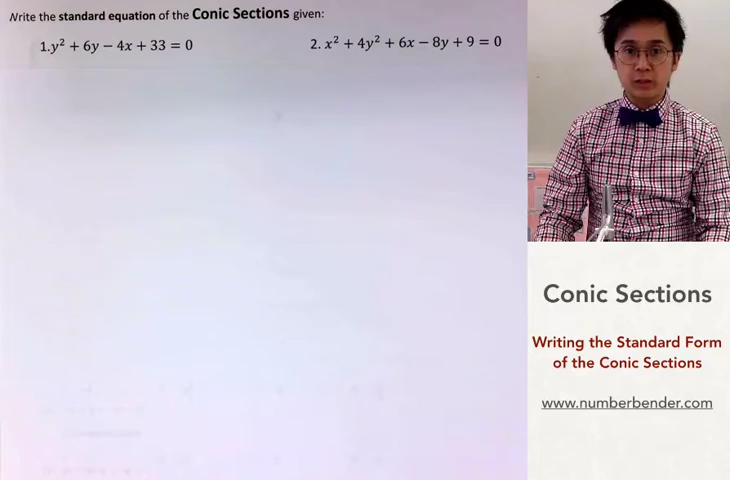 Write the standard equation of the Conic Sections given:
1.y² + 6y − 4x + 33 = 0
2. x² + 4y² + 6x − 8y + 9 = 0
Conic Sections
Writing the Standard Form
of the Conic Sections
www.numberbender.com